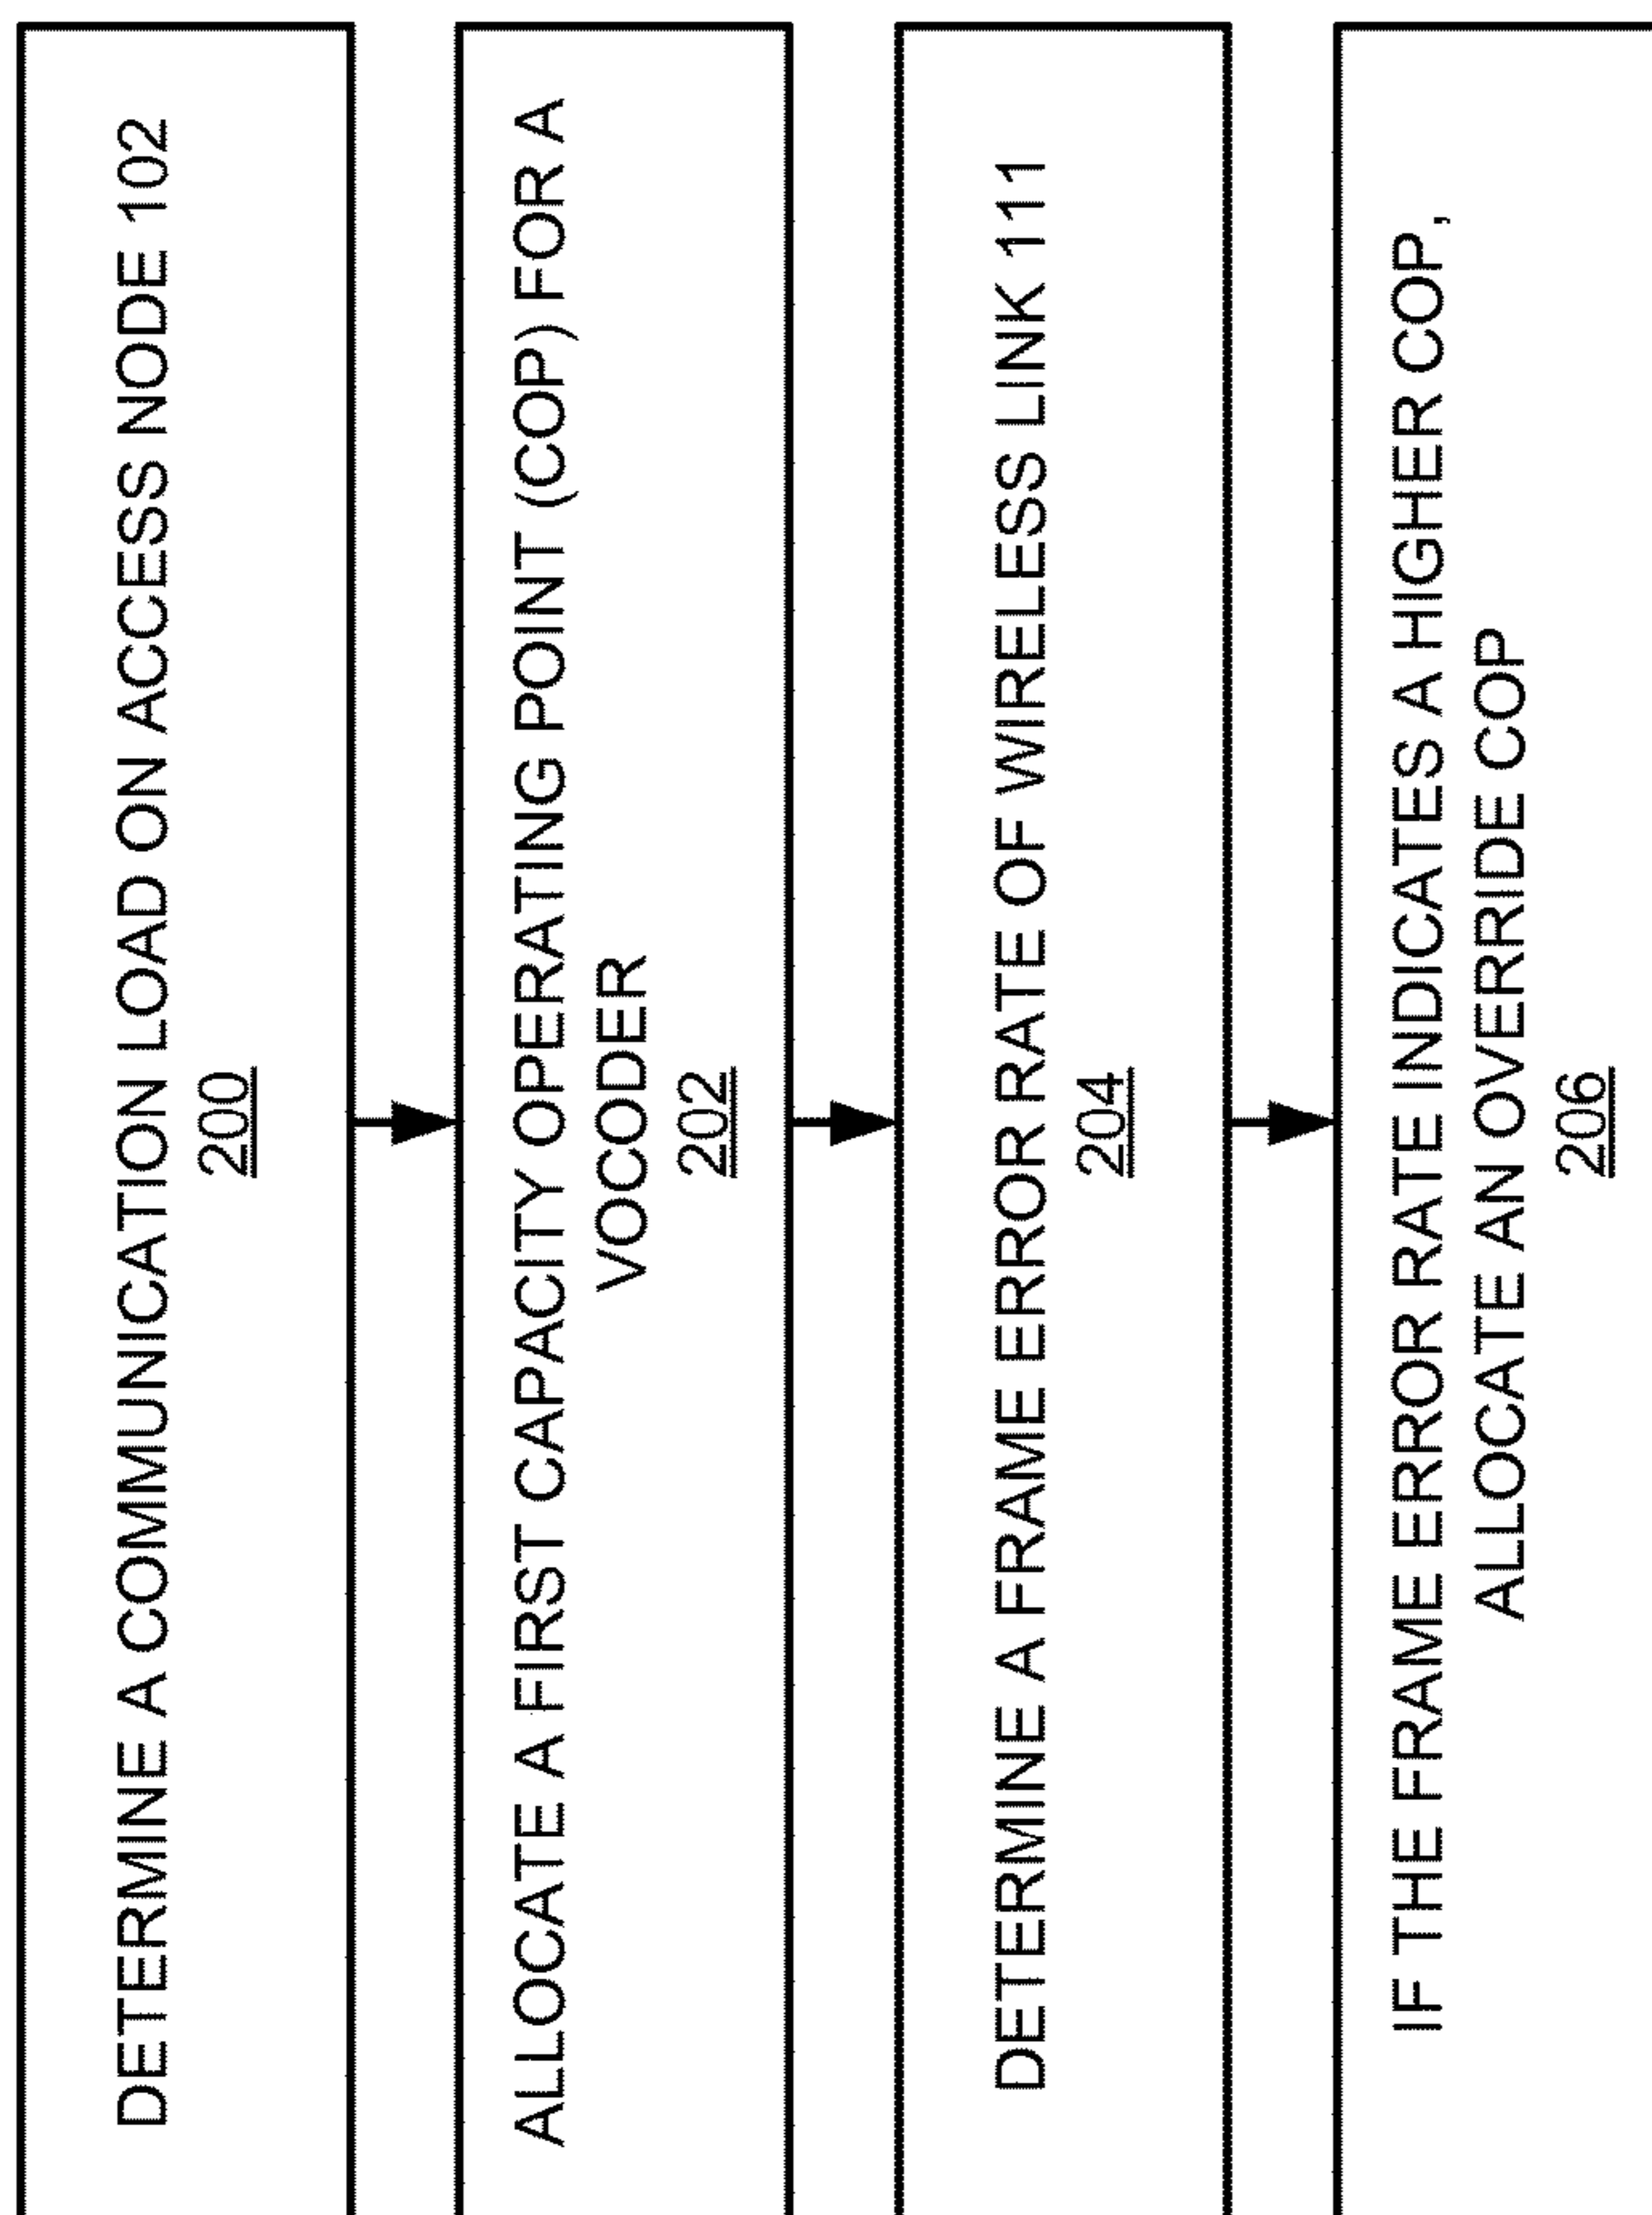 DETERMINE A COMMUNICATION LOAD ON ACCESS NODE 102
200
ALLOCATE A FIRST CAPACITY OPERATING POINT (COP) FOR A
VOCODER
202
DETERMINE A FRAME ERROR RATE OF WIRELESS LINK 111
204
IF THE FRAME ERROR RATE INDICATES A HIGHER COP,
ALLOCATE AN OVERRIDE COP
206